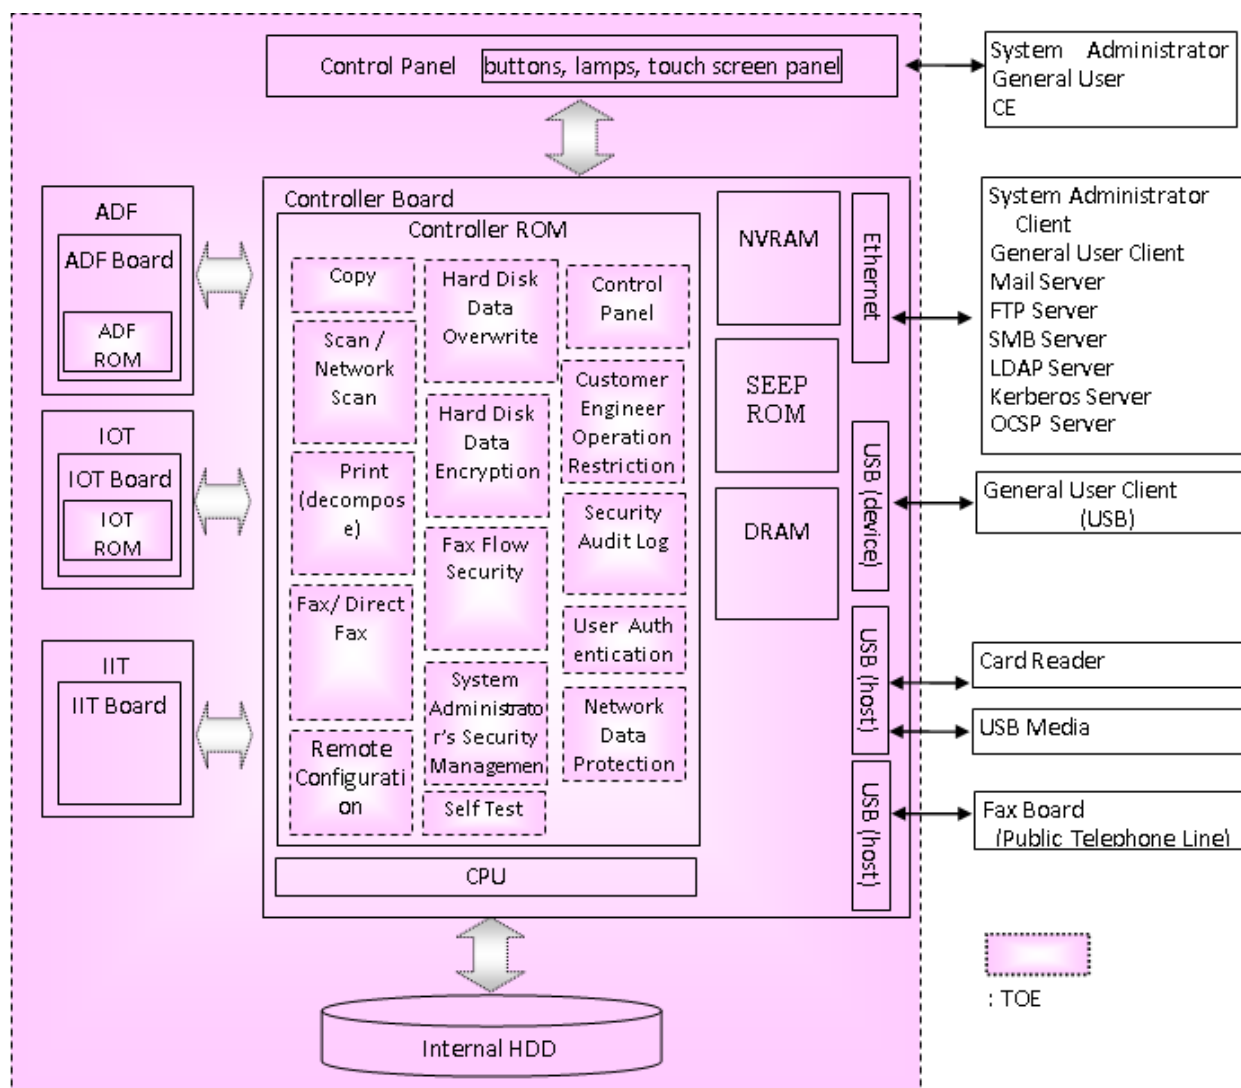 Control Panel
buttons, lamps, touch screen panel
System Administrator
General User
CE
ADF
ADF Board
ADF
ROM
IOT
IOT Board
IOT
ROM
IIT
IIT Board
Controller Board
Controller ROM
Copy
Scan /
Network
Scan
Print
(decompos
e)
Fax/ Direct
Fax
Remote
Configurati
on
Hard Disk
Data
Overwrite
Hard Disk
Data
Encryption
Fax Flow
Security
System
Administrato
r's Security
Managemen
Self Test
Control
Panel
Customer
Engineer
Operation
Restriction
Security
Audit Log
User Auth
entication
Network
Data
Protection
NVRAM
SEEP
ROM
DRAM
Ethernet
USB (device)
USB (host)
USB (host)
CPU
Internal HDD
System Administrator
Client
General User Client
Mail Server
FTP Server
SMB Server
LDAP Server
Kerberos Server
OCSP Server
General User Client
(USB)
Card Reader
USB Media
Fax Board
(Public Telephone Line)
: TOE